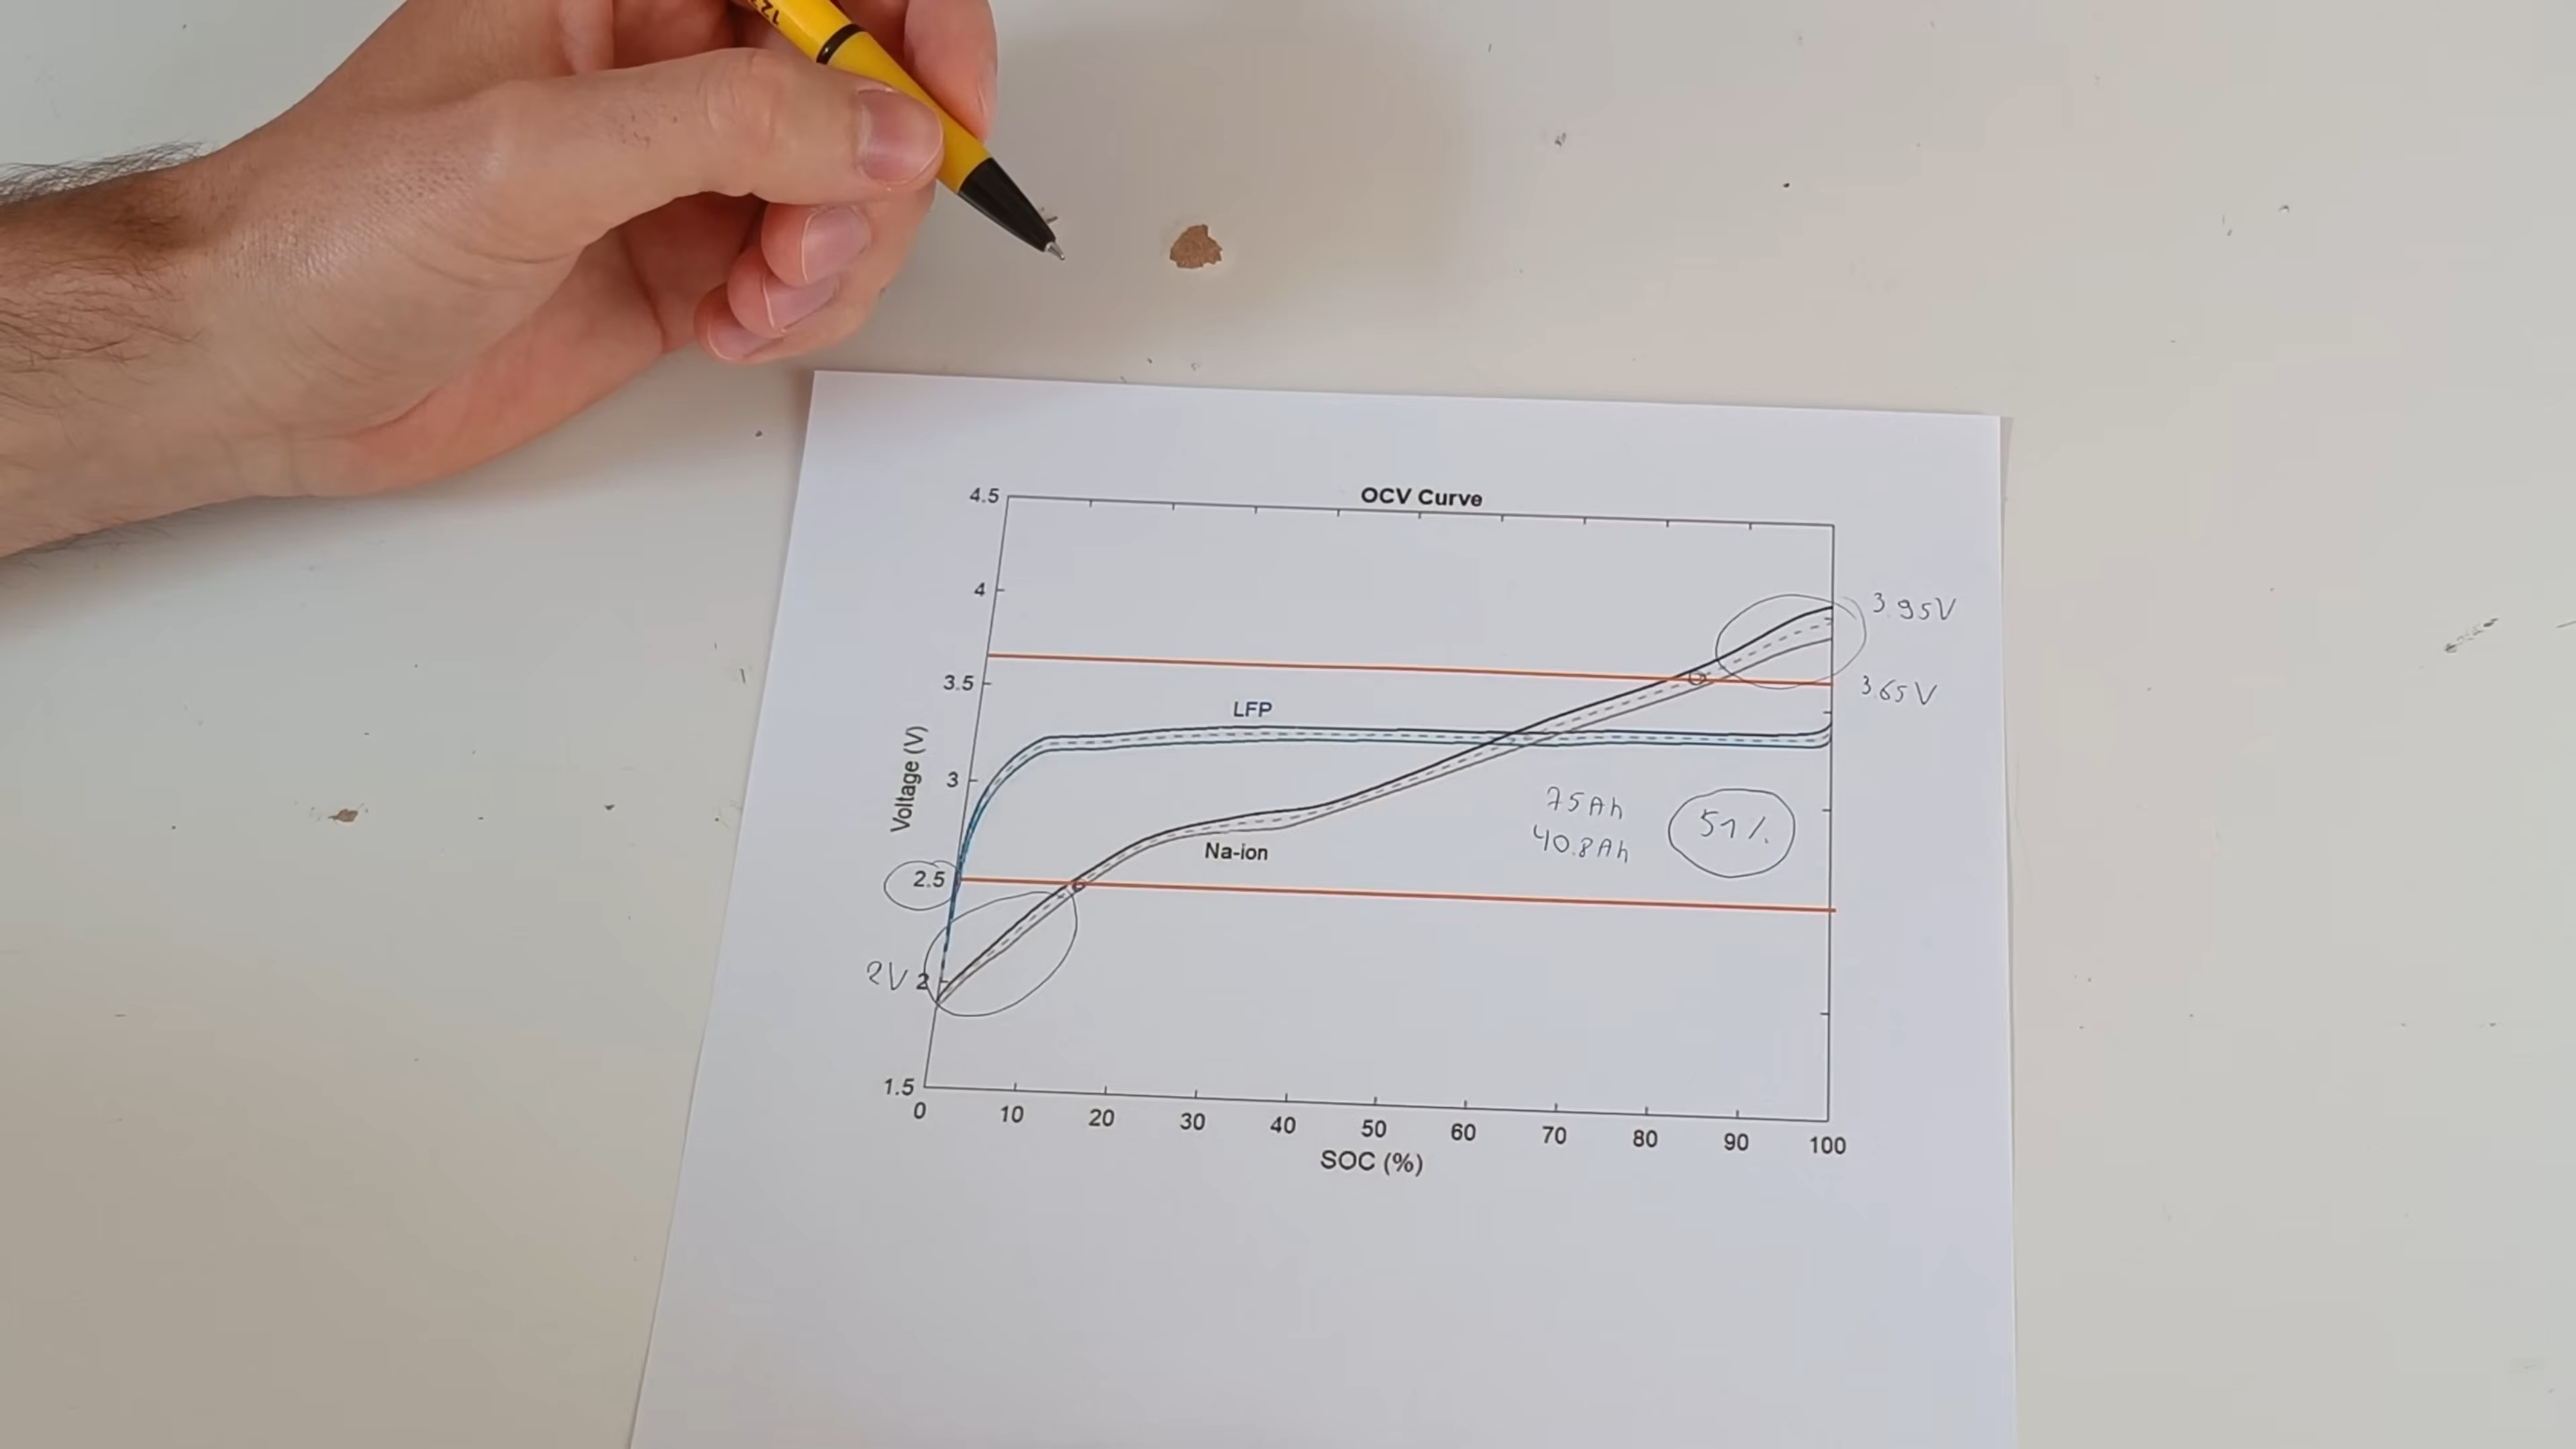 OCV Curve
4.5
4
3.95V
3.5
3.65V
LFP
Voltage (V)
3
75Ah
51%
40.8Ah
Na-ion
2.5
2V 2
1.5
0 10 20 30 40 50 60 70 80 90 100
SOC (%)